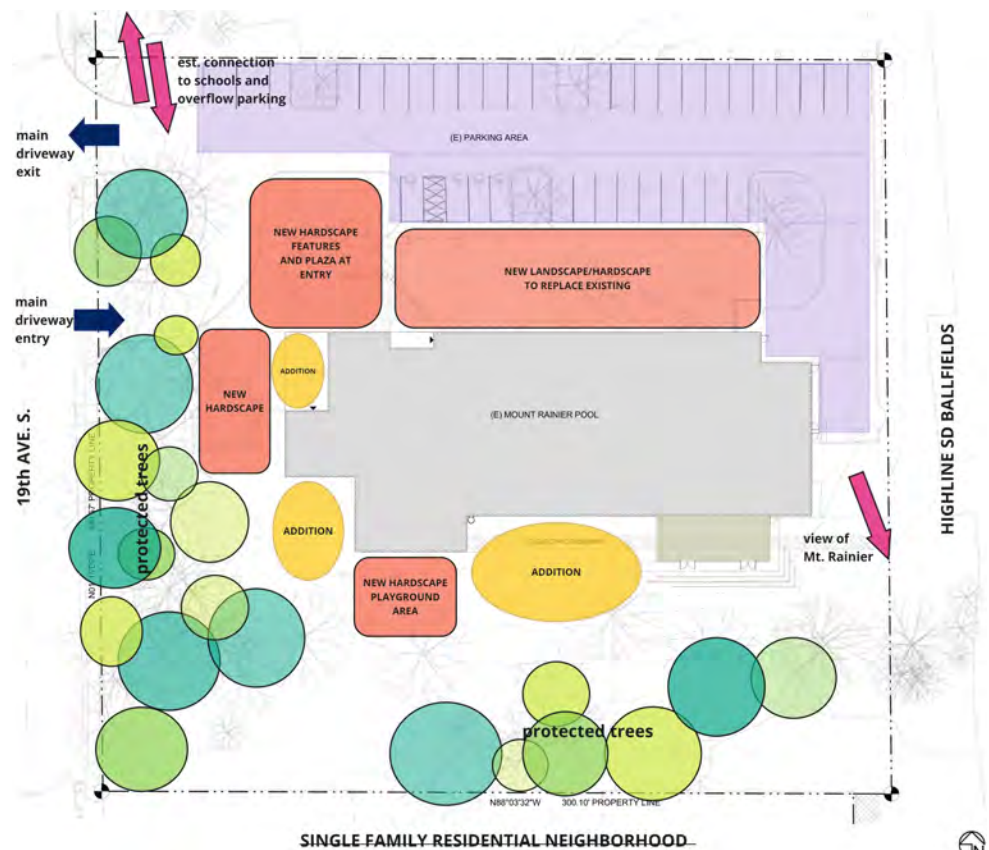 est. connection
to schools and
overflow parking
main
driveway
exit
(E) PARKING AREA
NEW HARDSCAPE
FEATURES
AND PLAZA AT
ENTRY
NEW LANDSCAPE/HARDSCAPE
TO REPLACE EXISTING
main
driveway
entry
NEW
HARDSCAPE
ADDITION
(E) MOUNT RAINIER POOL
19th AVE. S.
protected trees
PROPERTY LINE
HIGHLINE SD BALLFIELDS
ADDITION
ADDITION
view of
Mt. Rainier
NEW HARDSCAPE
PLAYGROUND
AREA
protected trees
N88°03'32"W 300.10' PROPERTY LINE
SINGLE FAMILY RESIDENTIAL NEIGHBORHOOD